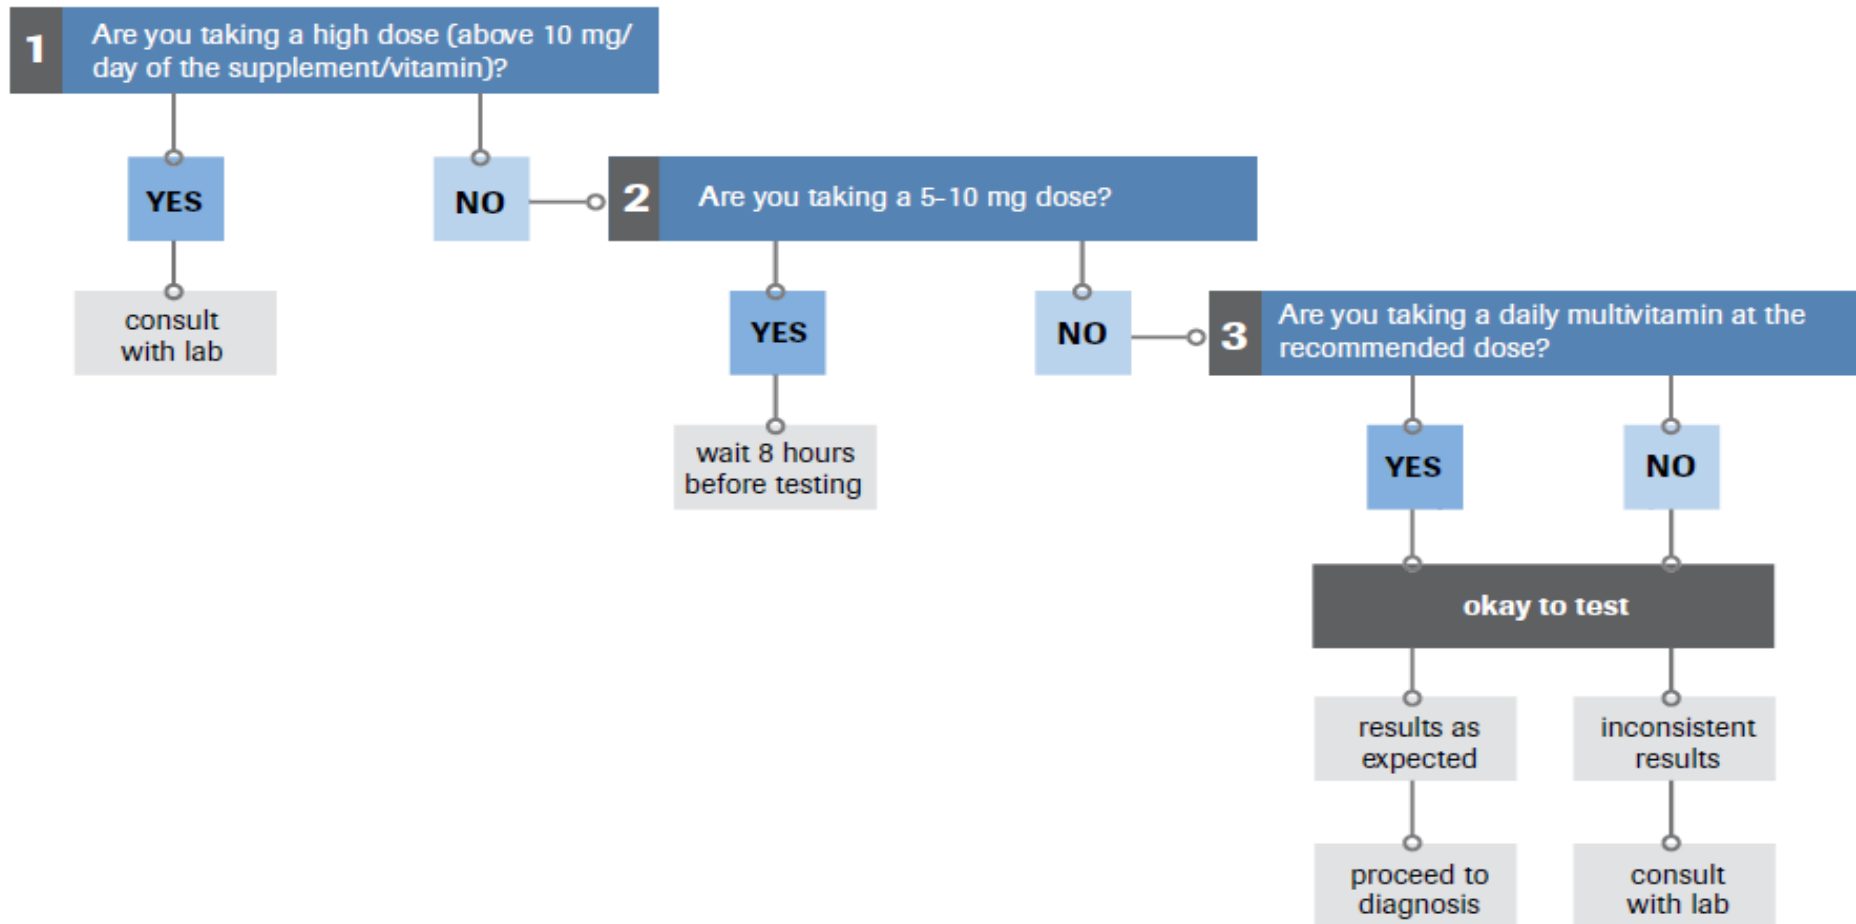 1
Are you taking a high dose (above 10 mg/
day of the supplement/vitamin)?
YES
NO
2
Are you taking a 5–10 mg dose?
consult
with lab
YES
NO
3
Are you taking a daily multivitamin at the
recommended dose?
wait 8 hours
before testing
YES
NO
okay to test
results as
expected
inconsistent
results
proceed to
diagnosis
consult
with lab